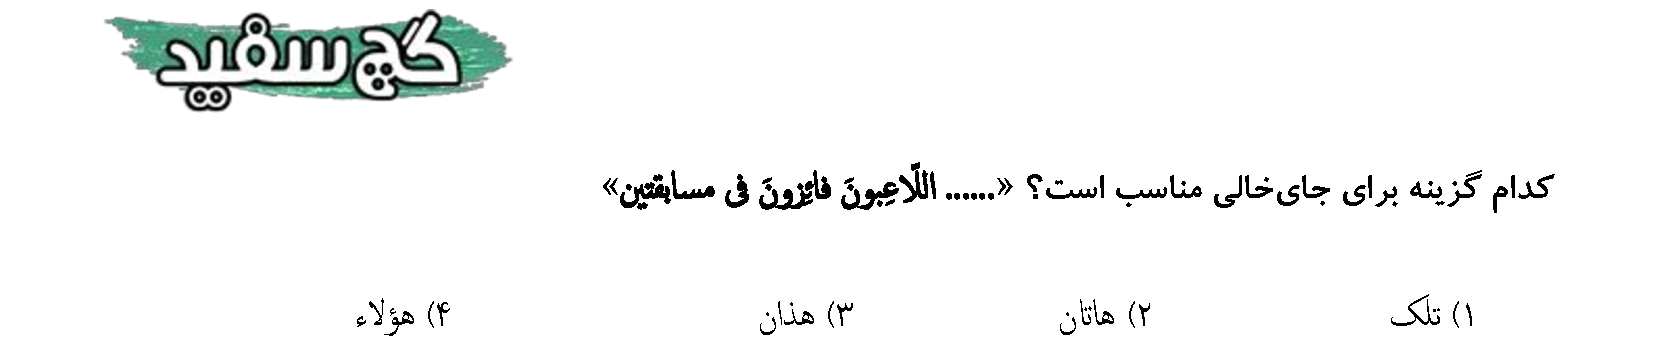 گچ سفید
کدام گزینه برای جای‌خالی مناسب است؟ «...... اللّاعِبونَ فائِزونَ فی مسابقتین»
۱) تلک ۲) هاتان ۳) هذان ۴) هؤلاء